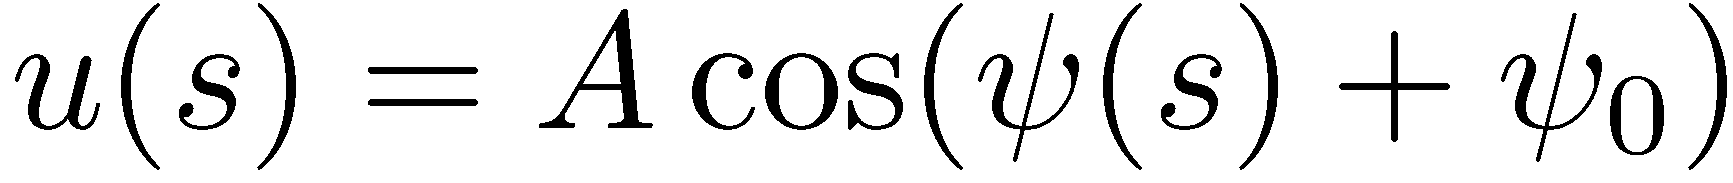 u(s) = A cos(ψ(s) + ψ₀)